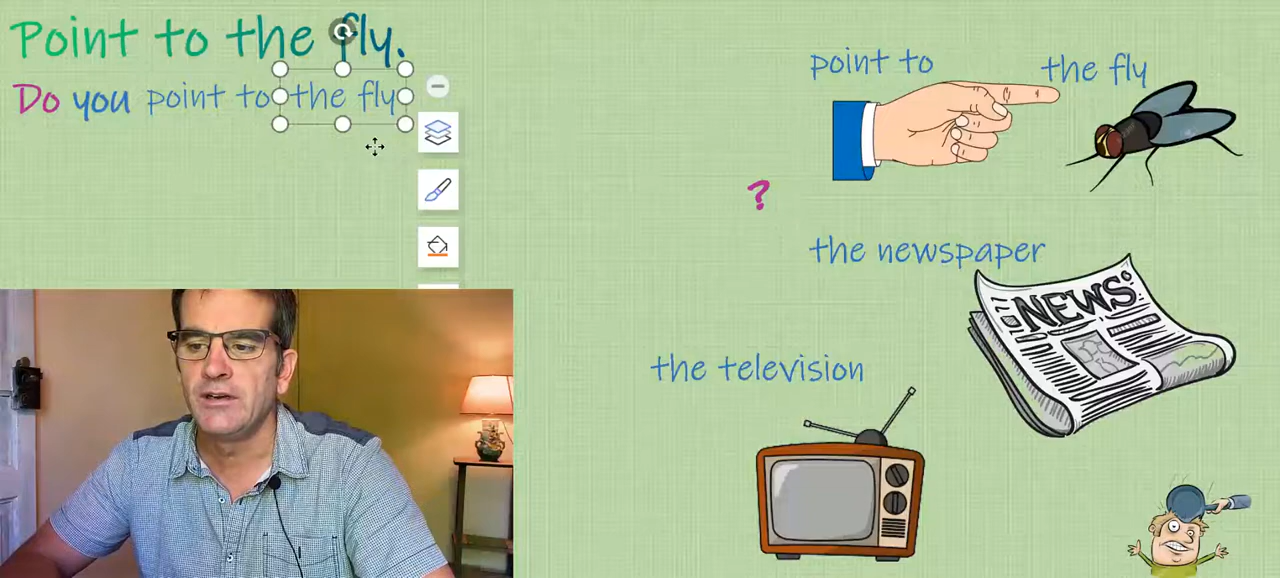 Point to the fly.
Do you point to the fly
point to
the fly
?
the newspaper
NEWS
the television